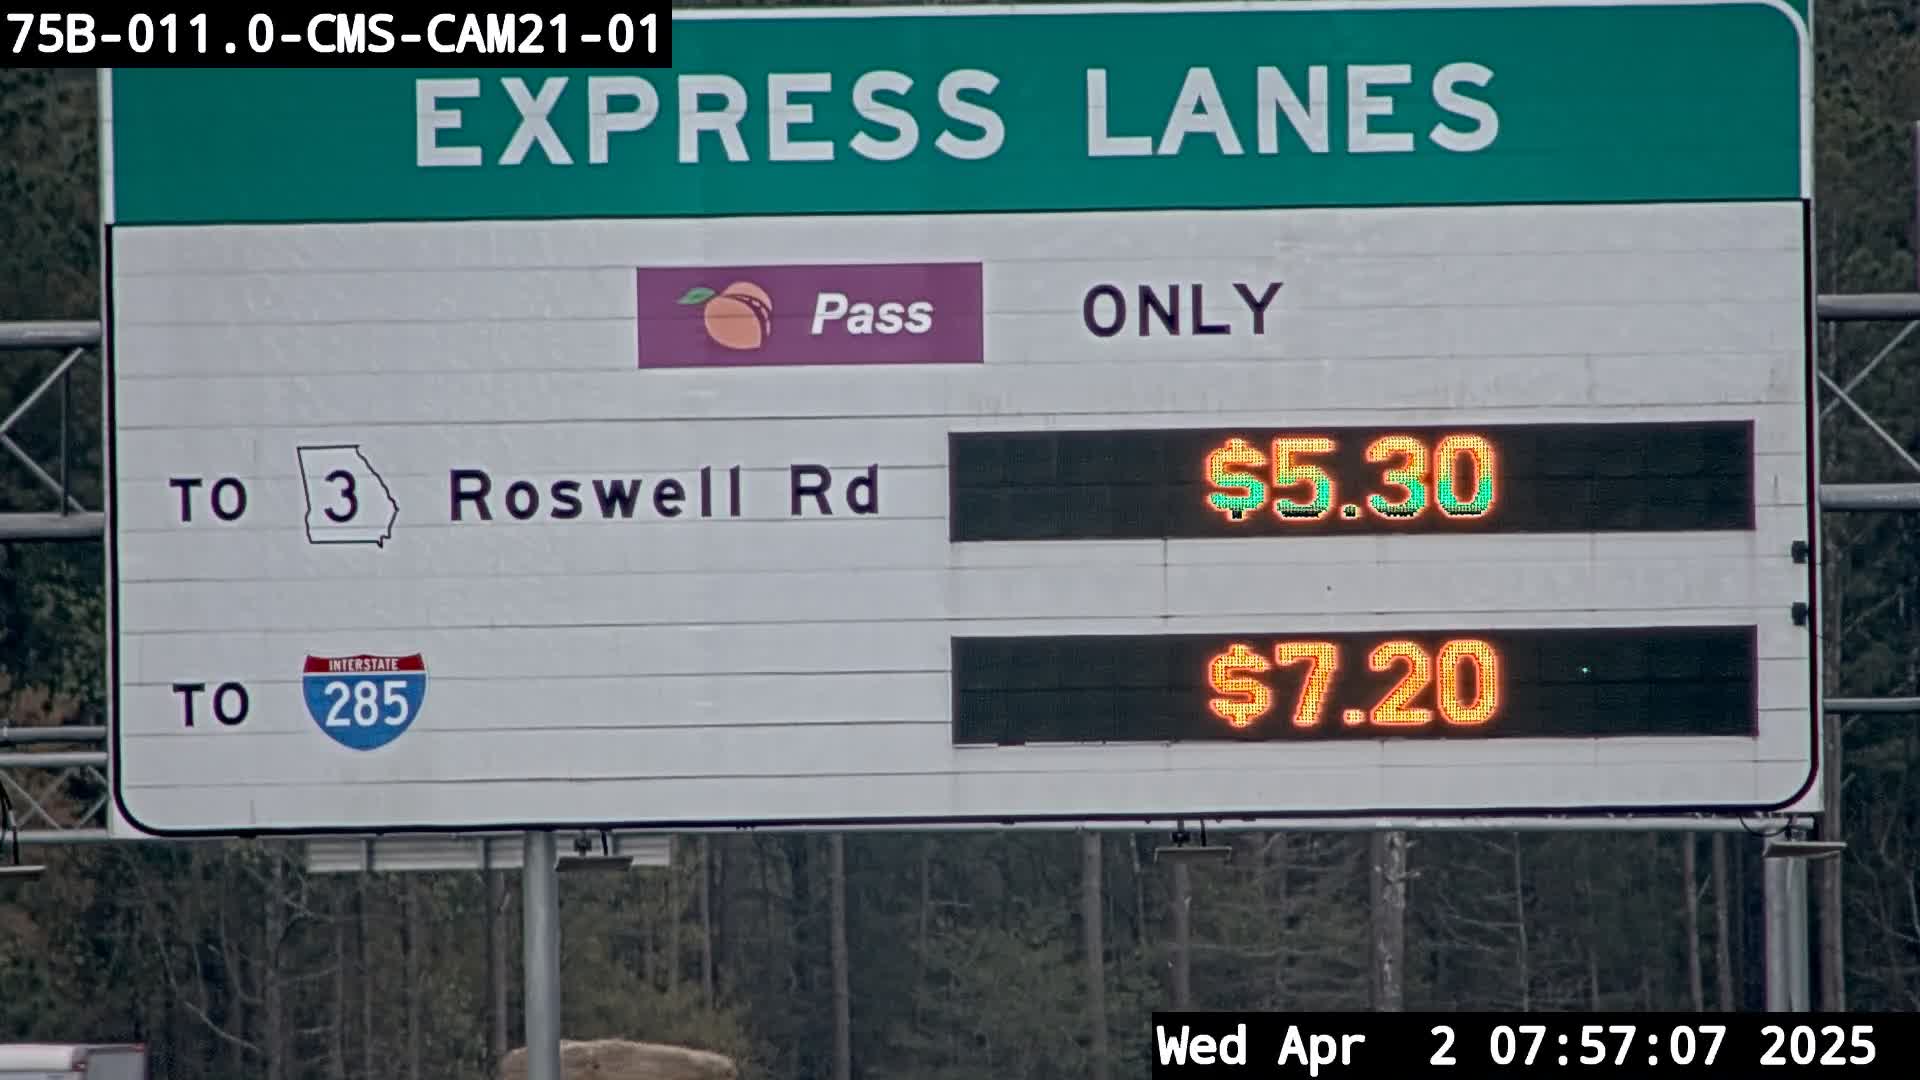 75B-011.0-CMS-CAM21-01
EXPRESS LANES
Pass ONLY
TO 3 Roswell Rd $5.30
INTERSTATE
TO 285 $7.20
Wed Apr 2 07:57:07 2025